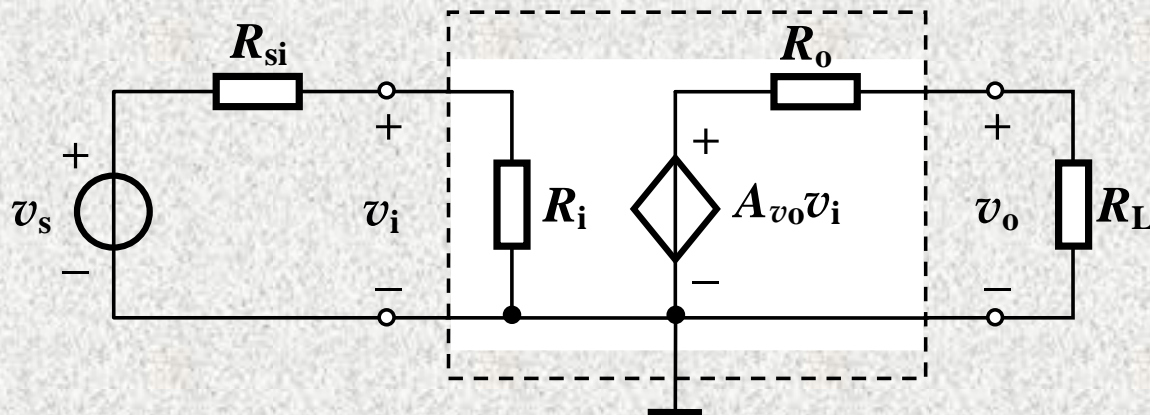 R_si
R_o
+ + +
+
v_s v_i R_i A_vo v_i v_o R_L
−
− − −